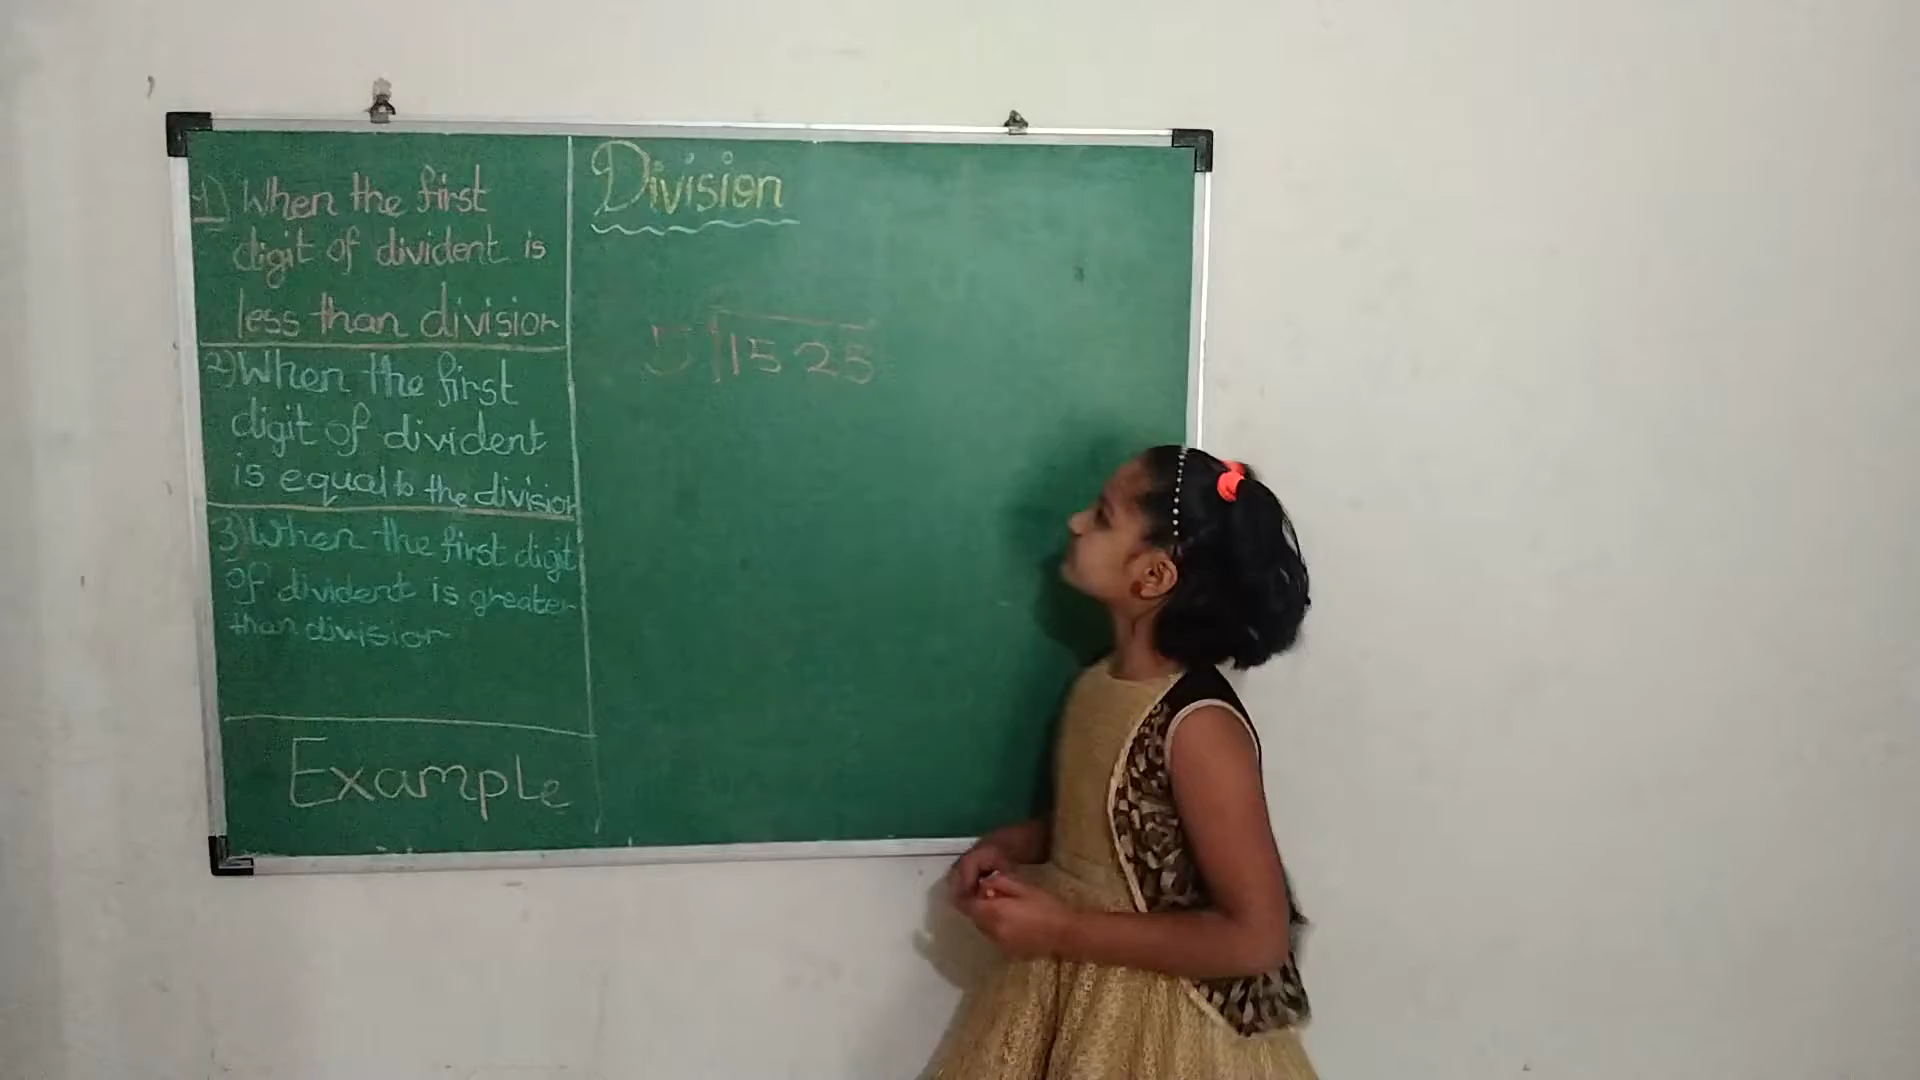 1) When the first
digit of divident is
less than division
2) When the first
digit of divident
is equal to the division
3) When the first digit
of divident is greater
than division
Example
Division
5 1525